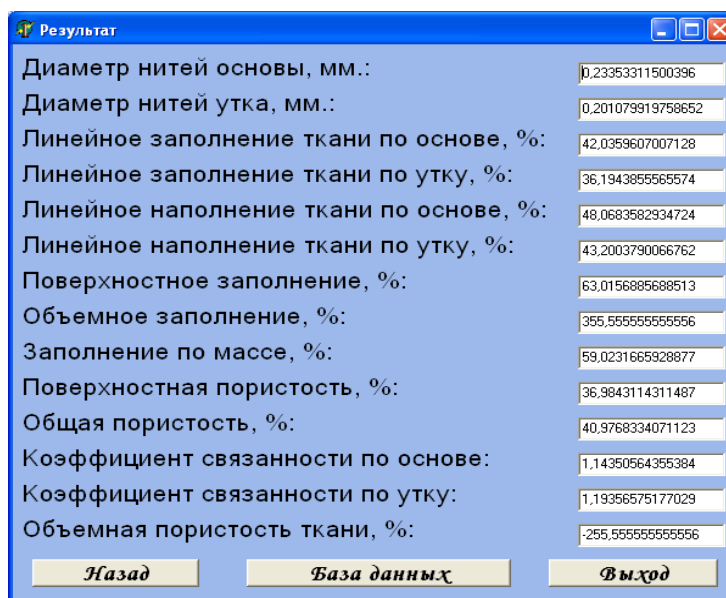 Результат
Диаметр нитей основы, мм.: 0,23353311500396
Диаметр нитей утка, мм.: 0,201079919758652
Линейное заполнение ткани по основе, %: 42,0359607007128
Линейное заполнение ткани по утку, %: 36,1943855565574
Линейное наполнение ткани по основе, %: 48,0683582934724
Линейное наполнение ткани по утку, %: 43,2003790066762
Поверхностное заполнение, %: 63,0156885688513
Объемное заполнение, %: 355,555555555556
Заполнение по массе, %: 59,0231665928877
Поверхностная пористость, %: 36,9843114311487
Общая пористость, %: 40,9768334071123
Коэффициент связанности по основе: 1,14350564355384
Коэффициент связанности по утку: 1,19356575177029
Объемная пористость ткани, %: -255,555555555556
Назад База данных Выход